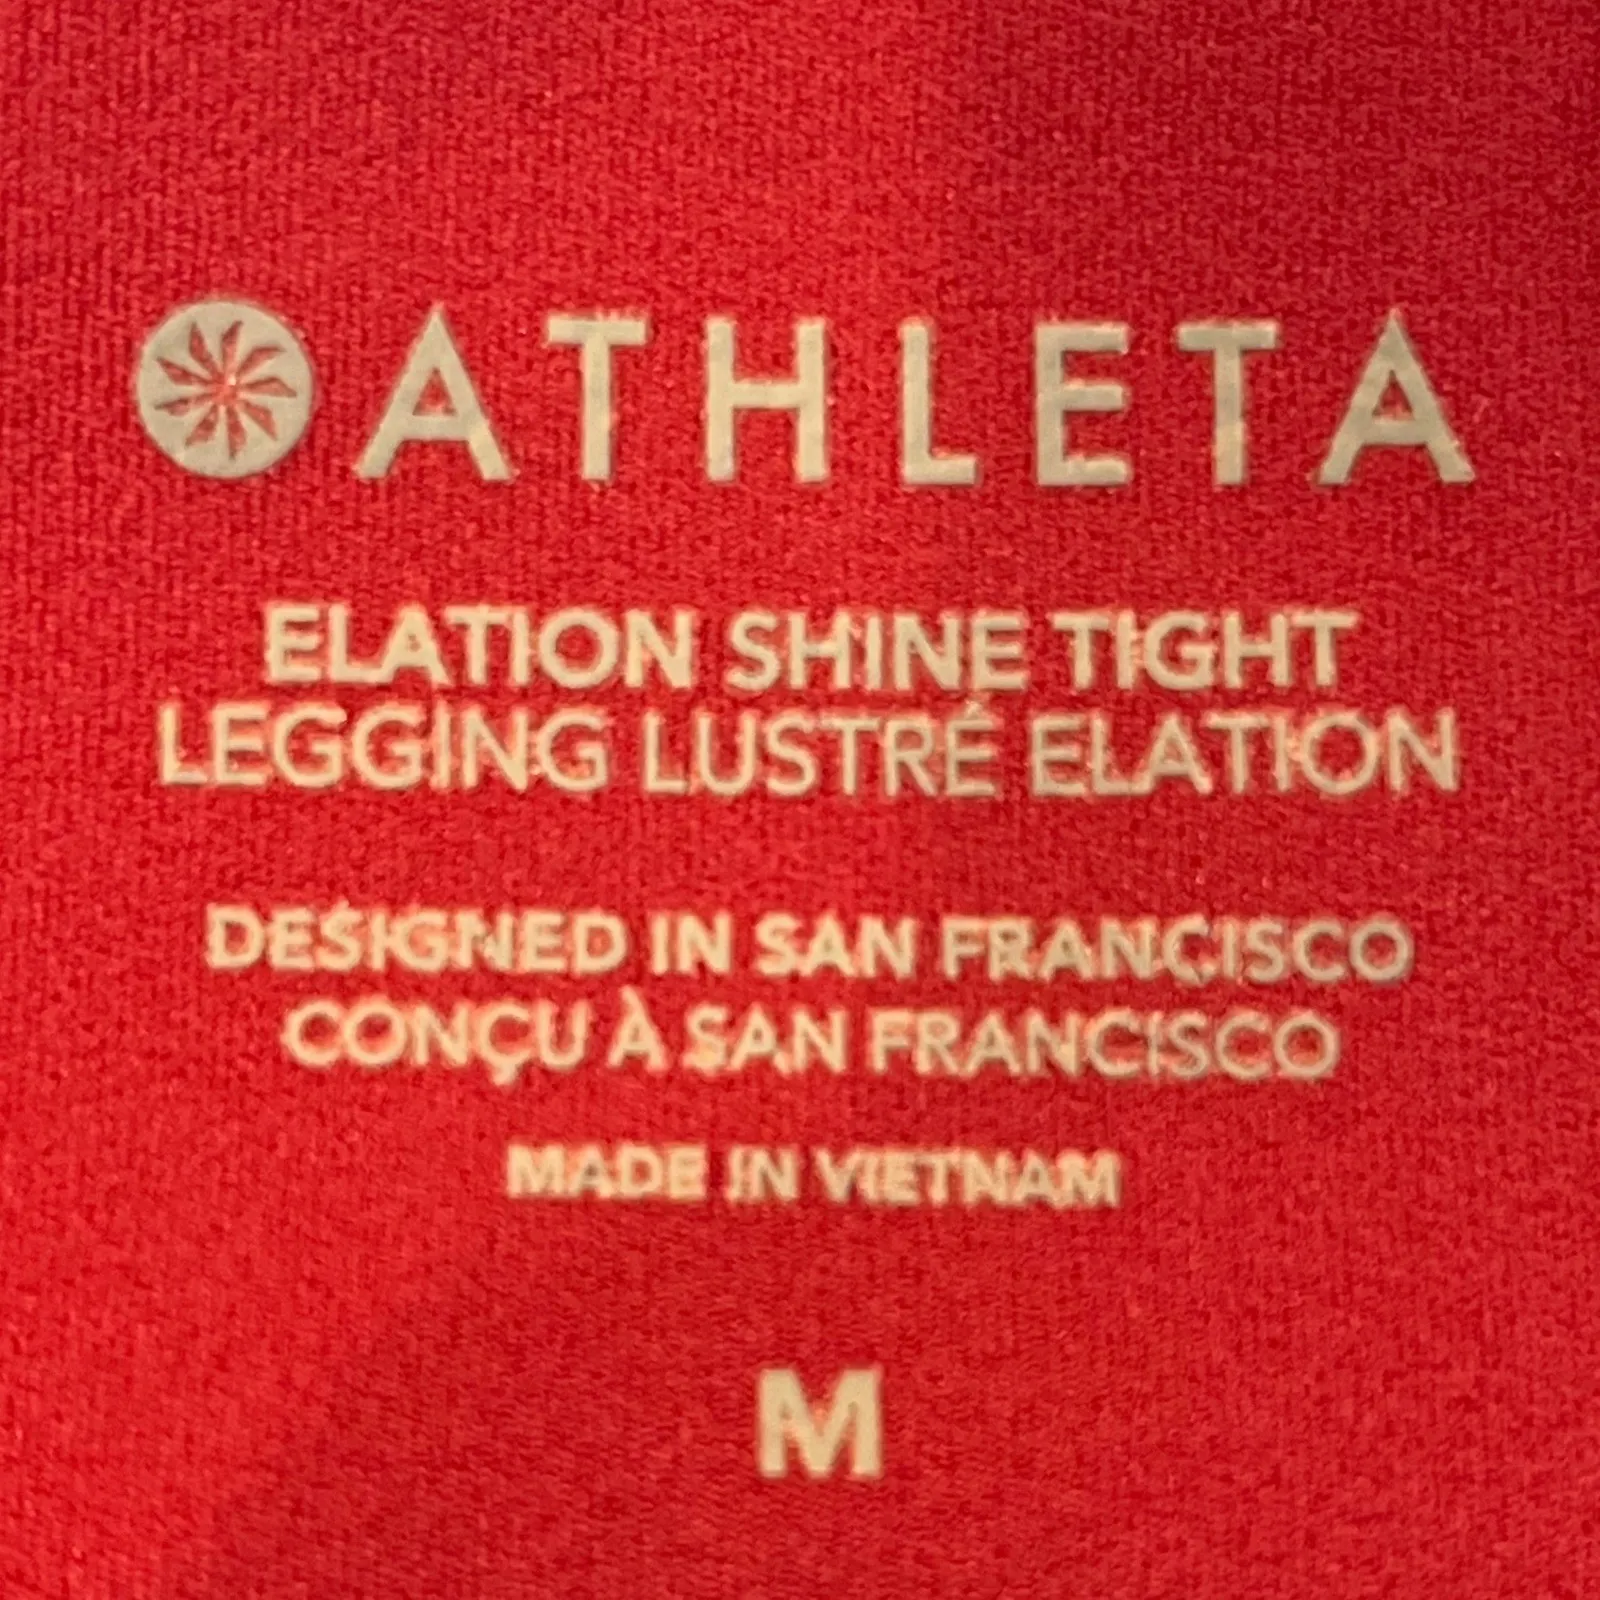 ATHLETA
ELATION SHINE TIGHT
LEGGING LUSTRÉ ELATION
DESIGNED IN SAN FRANCISCO
CONÇU À SAN FRANCISCO
MADE IN VIETNAM
M